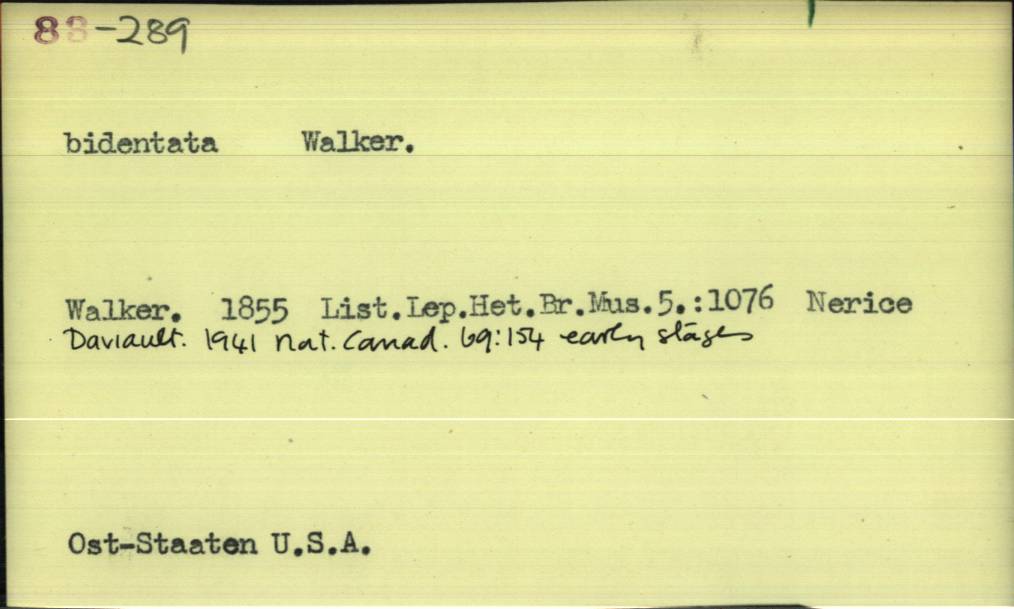 88-289
bidentata Walker.
Walker. 1855 List.Lep.Het.Br.Mus.5.:1076 Nerice
Daviault. 1941 Nat. Canad. 69:154 early stages
Ost-Staaten U.S.A.